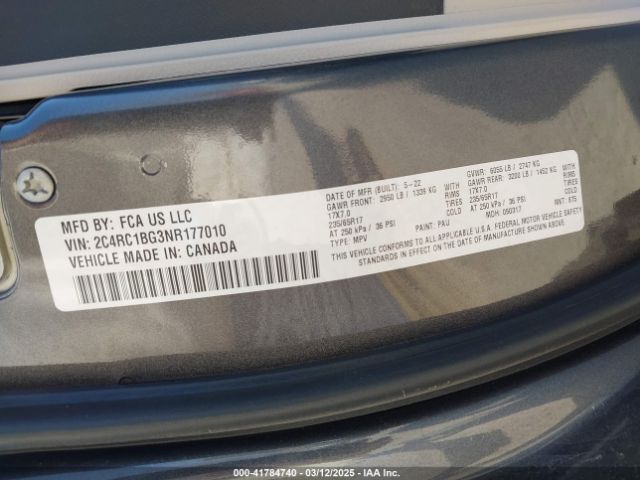 MFD BY: FCA US LLC
VIN: 2C4RC1BG3NR177010
VEHICLE MADE IN: CANADA
DATE OF MFR (BUILT): 5-22 GVWR: 6055 LB / 2747 KG
GAWR FRONT: 2950 LB / 1339 KG WITH GAWR REAR: 3200 LB / 1452 KG WITH
17X7.0 RIMS 17X7.0 RIMS
235/65R17 TIRES 235/65R17 TIRES
AT 250 kPa / 36 PSI COLD AT 250 kPa / 36 PSI COLD
TYPE: MPV PAINT: PAU MDH: 050317 MNT: 875
THIS VEHICLE CONFORMS TO ALL APPLICABLE U.S.A. FEDERAL MOTOR VEHICLE SAFETY
STANDARDS IN EFFECT ON THE DATE OF MANUFACTURE SHOWN ABOVE.
000-41784740 - 03/12/2025 - IAA Inc.